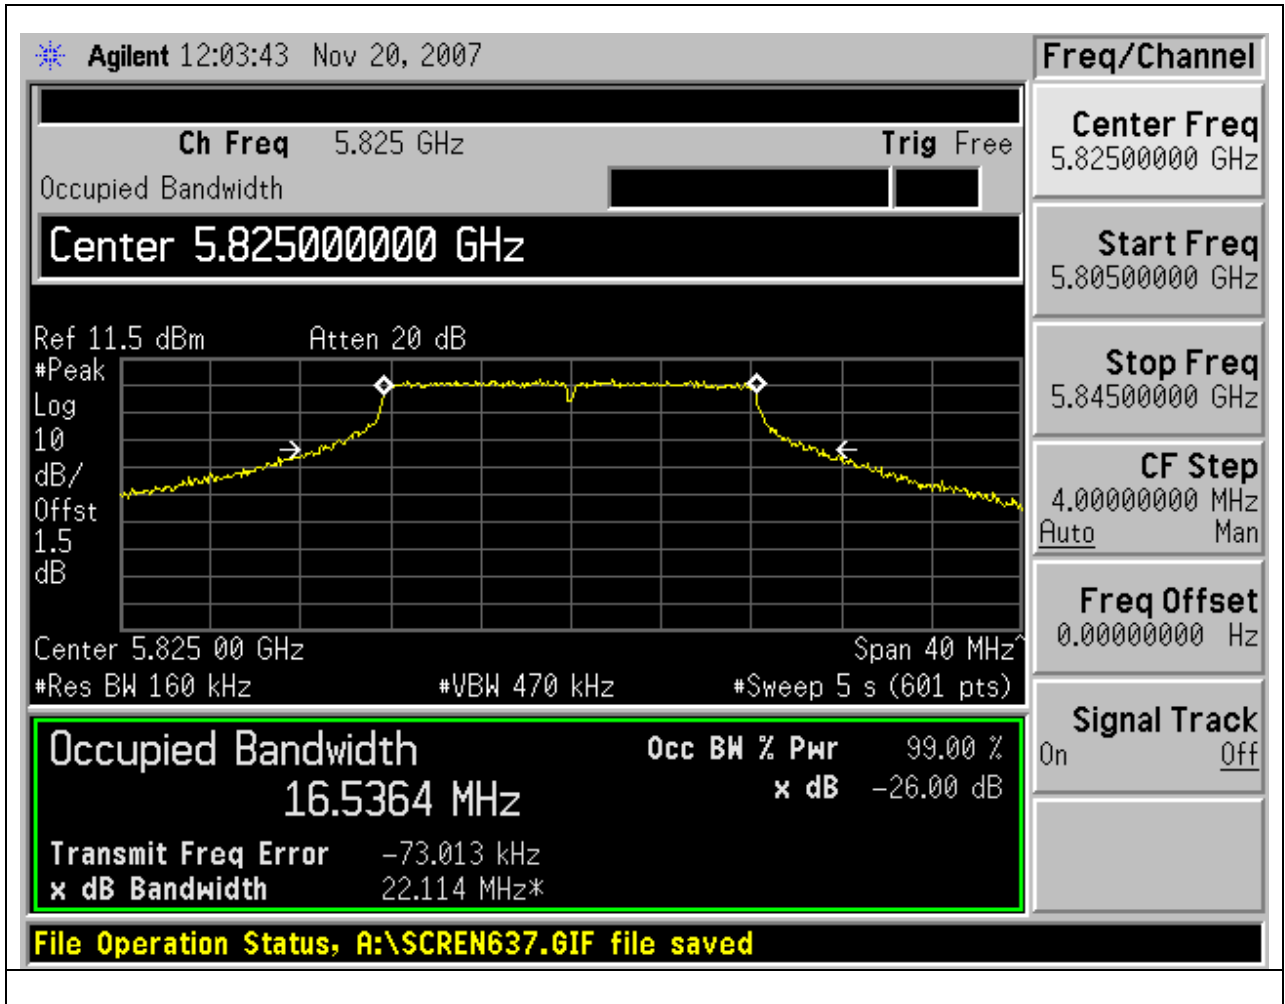 Agilent 12:03:43 Nov 20, 2007
Freq/Channel
Ch Freq 5.825 GHz Trig Free
Occupied Bandwidth
Center 5.825000000 GHz
Ref 11.5 dBm Atten 20 dB
#Peak
Log
10
dB/
Offst
1.5
dB
Center 5.825 00 GHz Span 40 MHz^
#Res BW 160 kHz #VBW 470 kHz #Sweep 5 s (601 pts)
Occupied Bandwidth Occ BW % Pwr 99.00 %
16.5364 MHz x dB -26.00 dB
Transmit Freq Error -73.013 kHz
x dB Bandwidth 22.114 MHz*
Center Freq
5.82500000 GHz
Start Freq
5.80500000 GHz
Stop Freq
5.84500000 GHz
CF Step
4.00000000 MHz
Auto Man
Freq Offset
0.00000000 Hz
Signal Track
On Off
File Operation Status, A:\SCREN637.GIF file saved